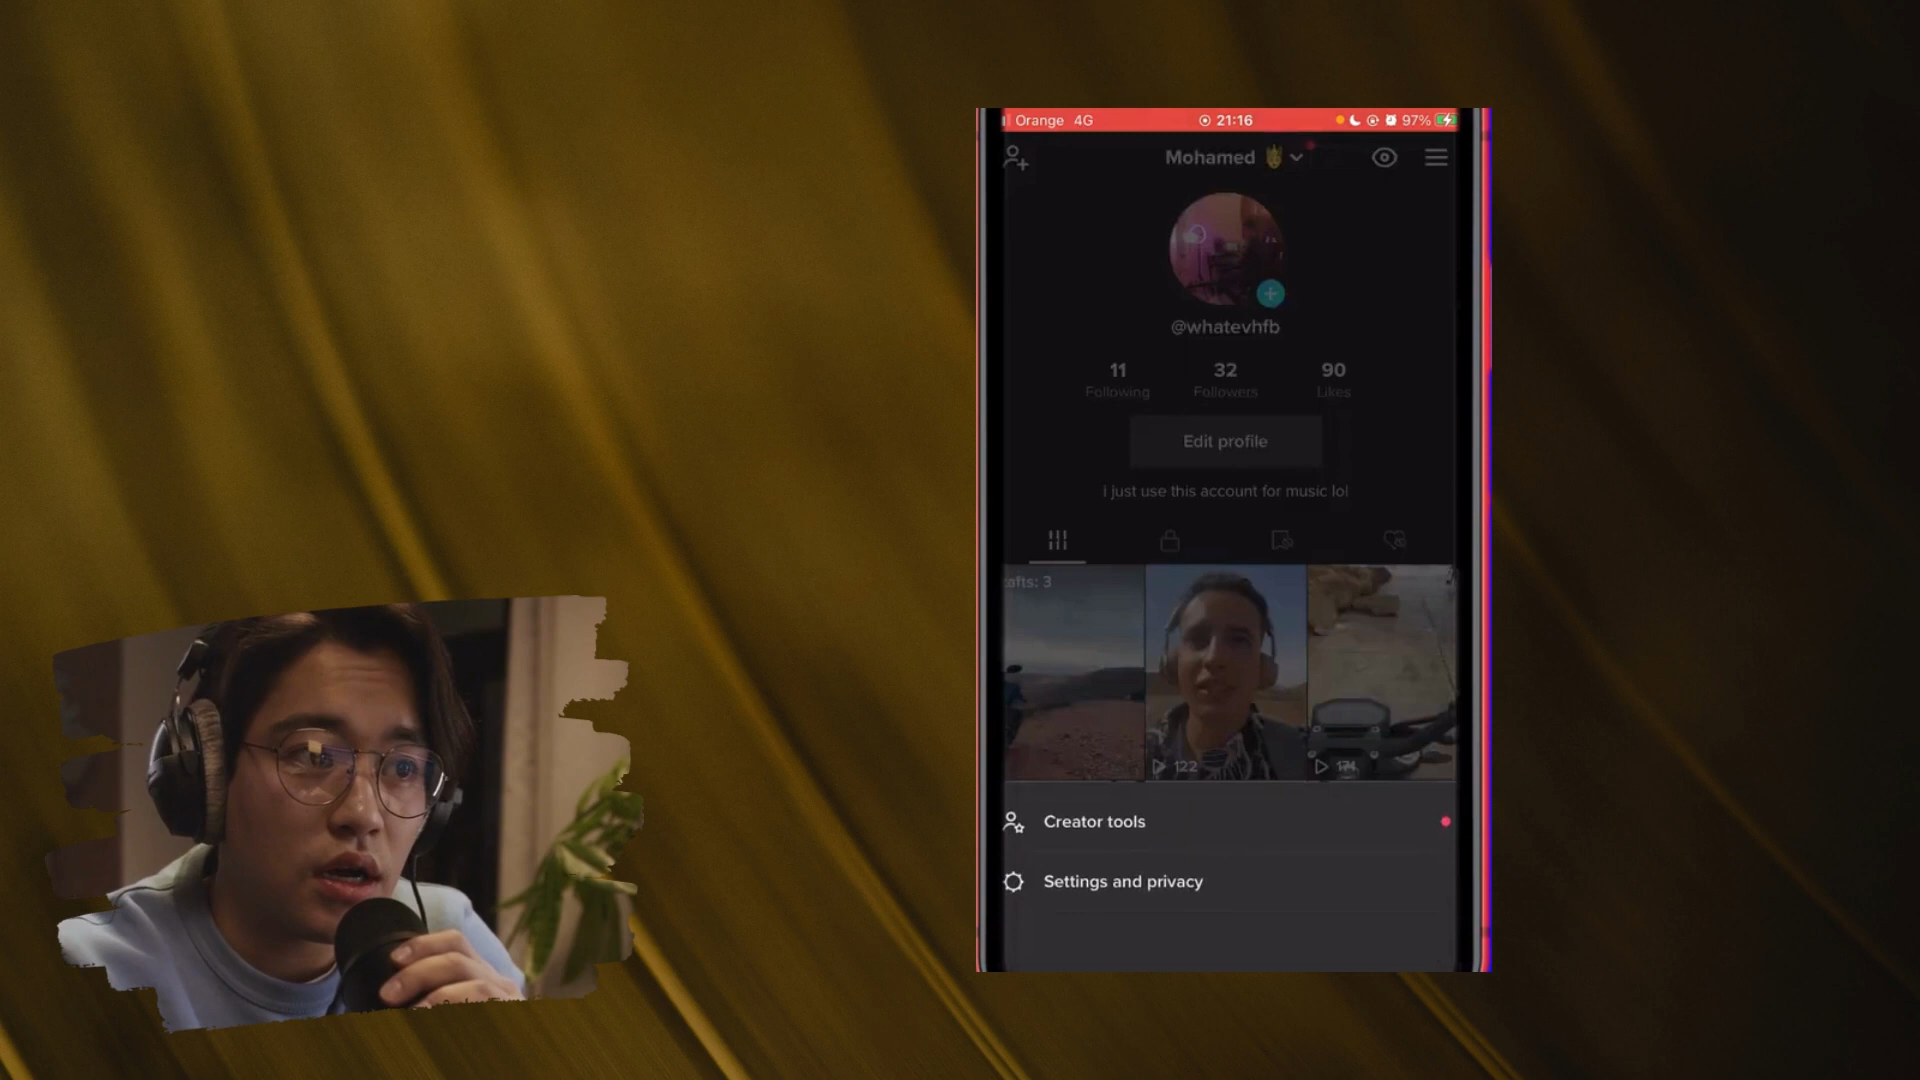 Orange 4G 21:16 97%
Mohamed
@whatevhfb
11 32 90
Following Followers Likes
Edit profile
i just use this account for music lol
afts: 3
122 174
Creator tools
Settings and privacy